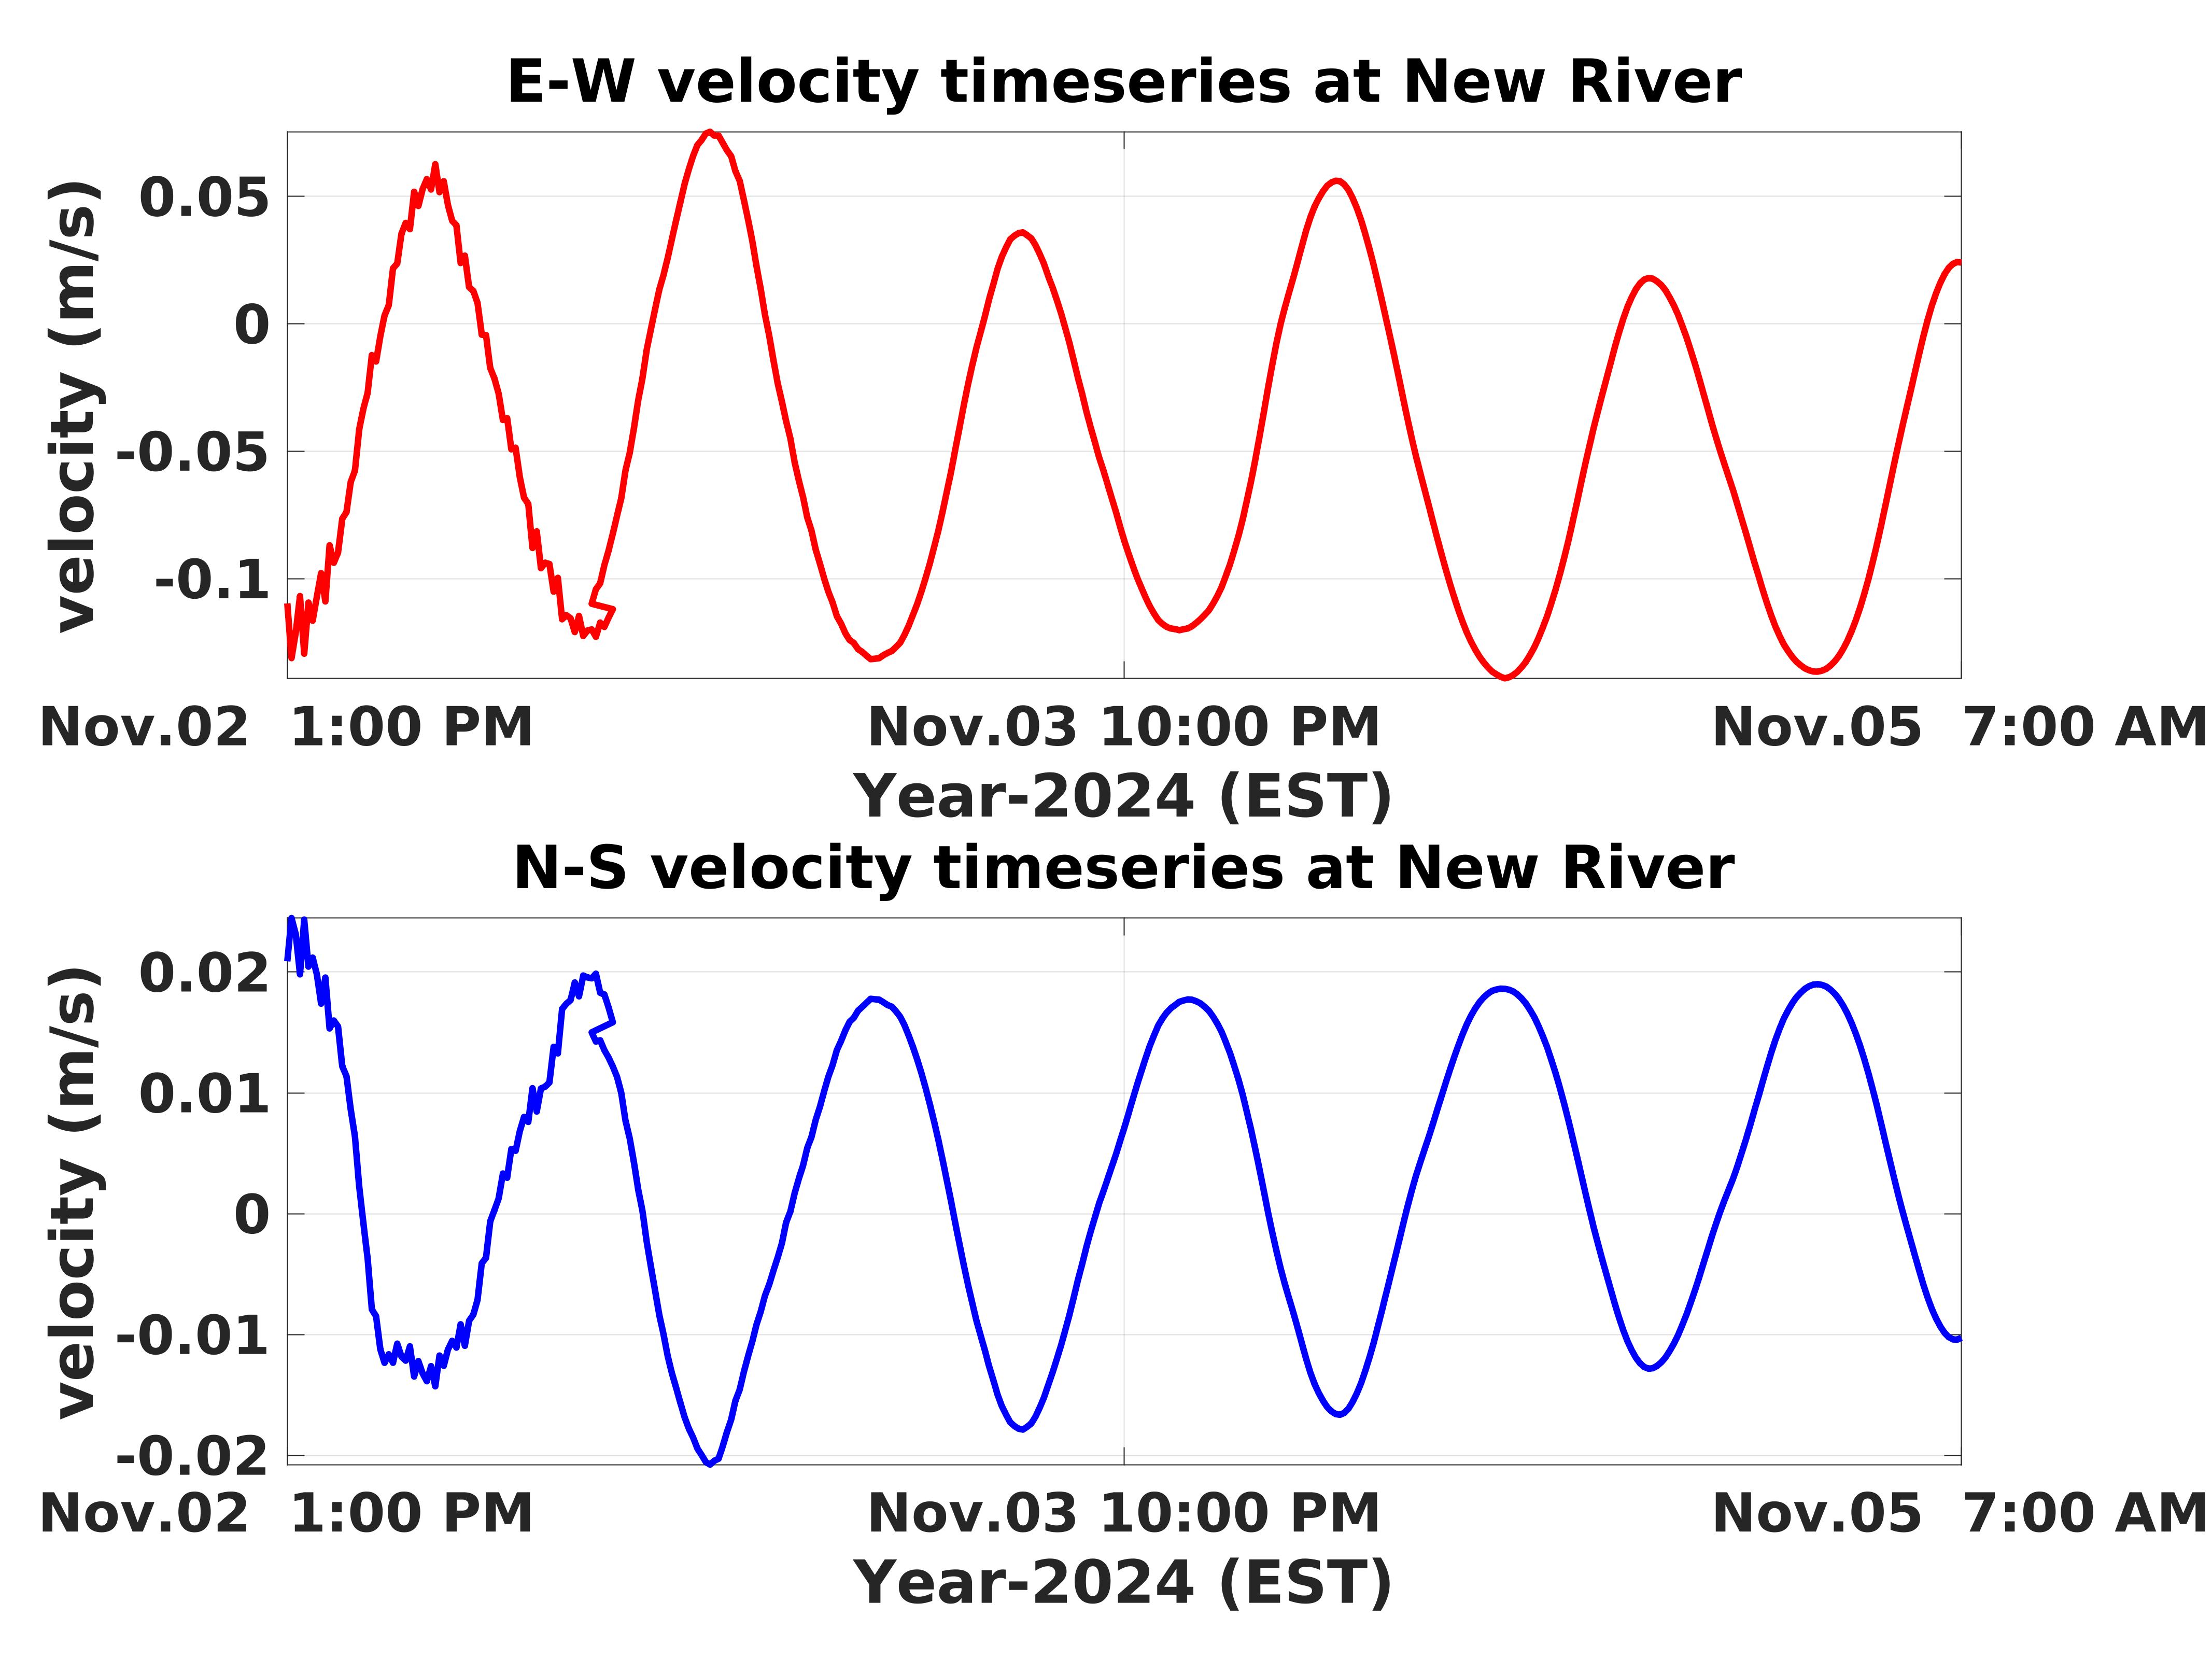 E-W velocity timeseries at New River
velocity (m/s)
0.05
0
-0.05
-0.1
Nov.02 1:00 PM
Nov.03 10:00 PM
Nov.05 7:00 AM
Year-2024 (EST)
N-S velocity timeseries at New River
velocity (m/s)
0.02
0.01
0
-0.01
-0.02
Nov.02 1:00 PM
Nov.03 10:00 PM
Nov.05 7:00 AM
Year-2024 (EST)